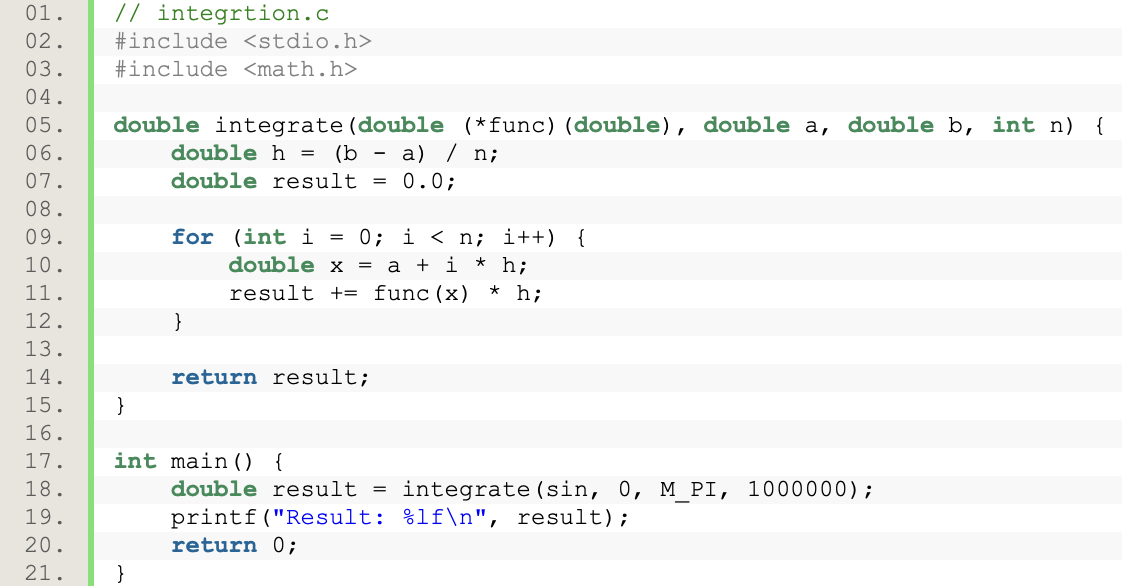 01. // integrtion.c
02. #include <stdio.h>
03. #include <math.h>
04.
05. double integrate(double (*func)(double), double a, double b, int n) {
06.     double h = (b - a) / n;
07.     double result = 0.0;
08.
09.     for (int i = 0; i < n; i++) {
10.         double x = a + i * h;
11.         result += func(x) * h;
12.     }
13.
14.     return result;
15. }
16.
17. int main() {
18.     double result = integrate(sin, 0, M_PI, 1000000);
19.     printf("Result: %lf\n", result);
20.     return 0;
21. }